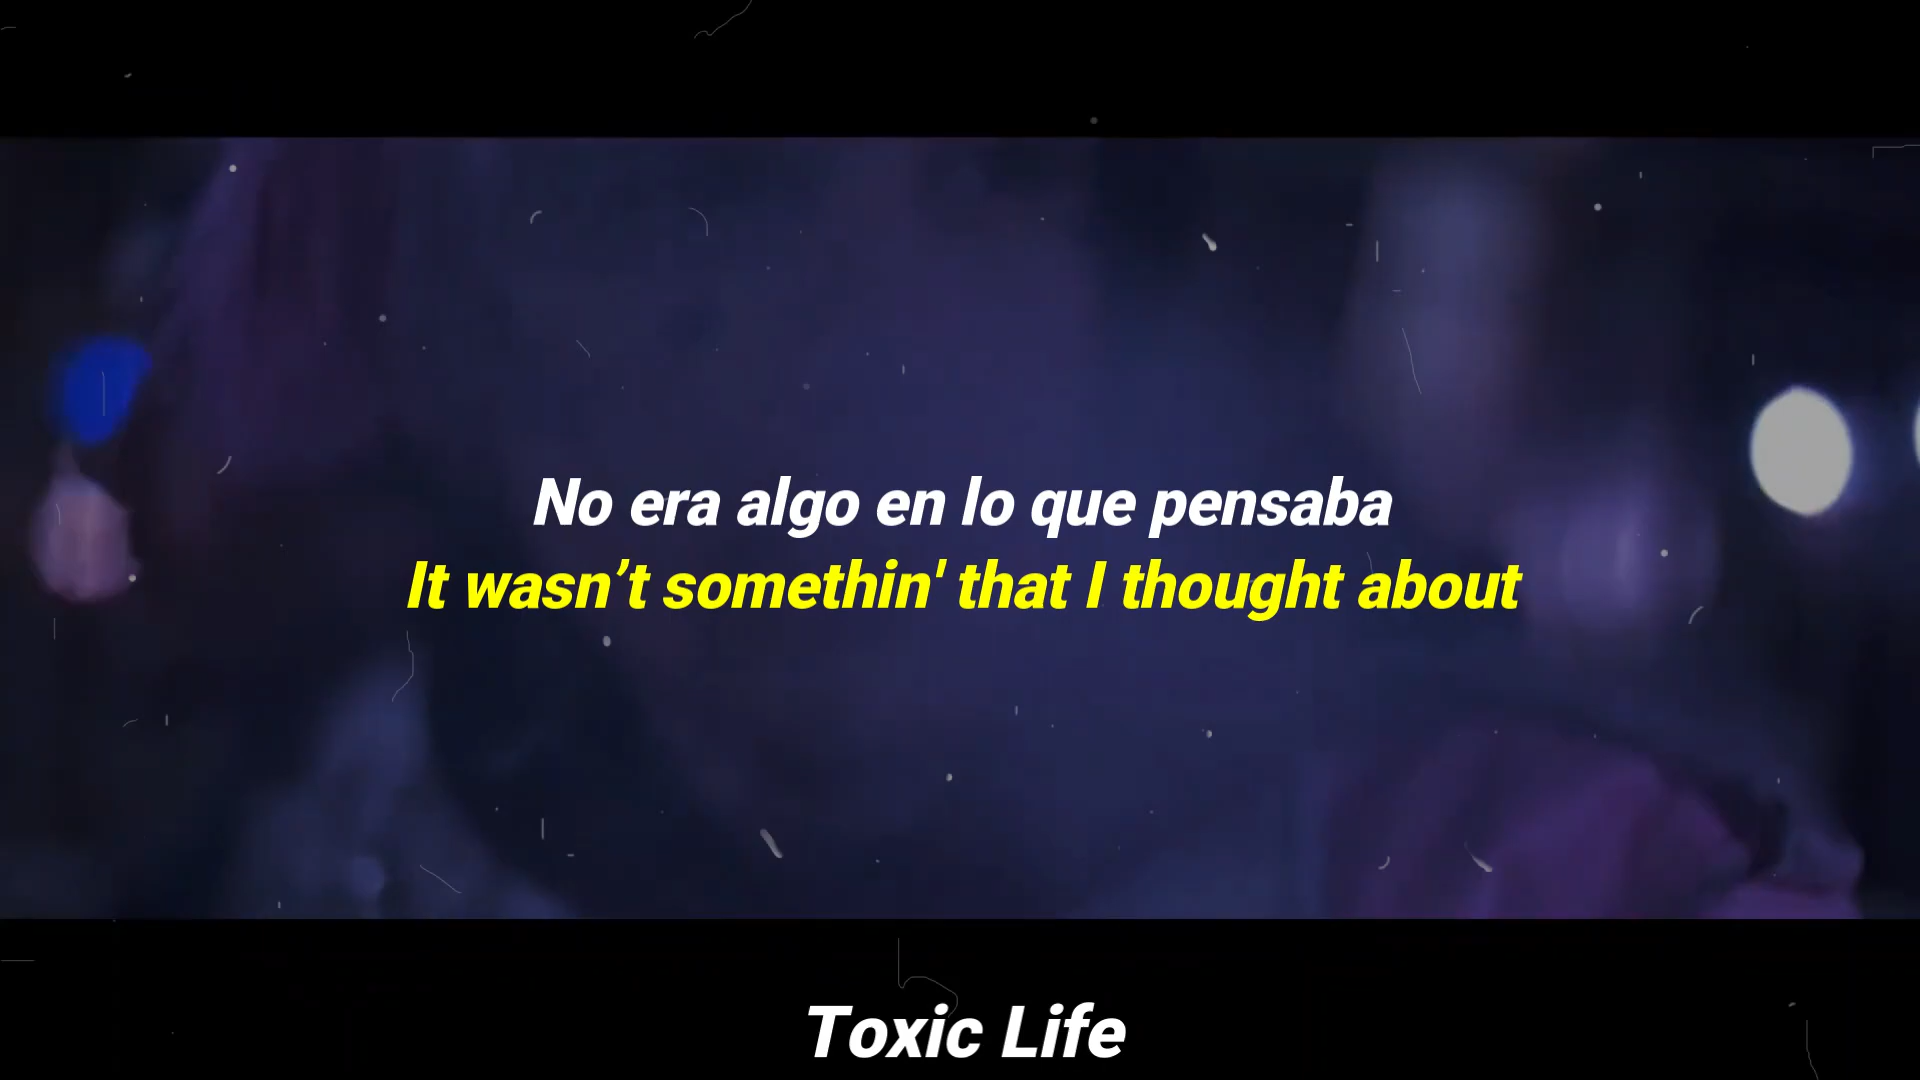 No era algo en lo que pensaba
It wasn’t somethin' that I thought about
Toxic Life